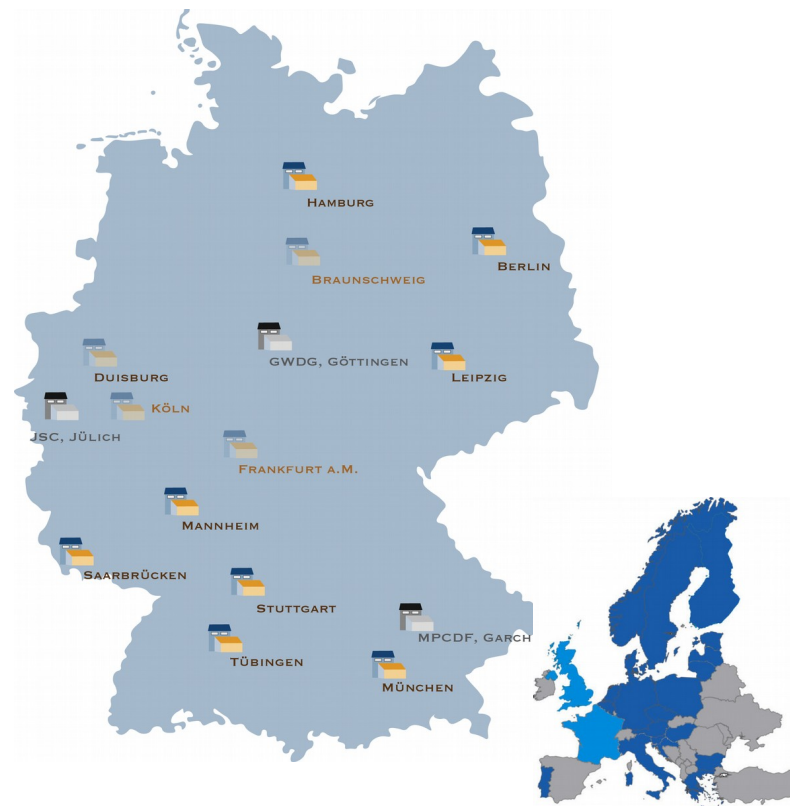 HAMBURG
BERLIN
BRAUNSCHWEIG
GWDG, GÖTTINGEN
DUISBURG
LEIPZIG
KÖLN
JSC, JÜLICH
FRANKFURT A.M.
MANNHEIM
SAARBRÜCKEN
STUTTGART
MPCDF, GARCH
TÜBINGEN
MÜNCHEN